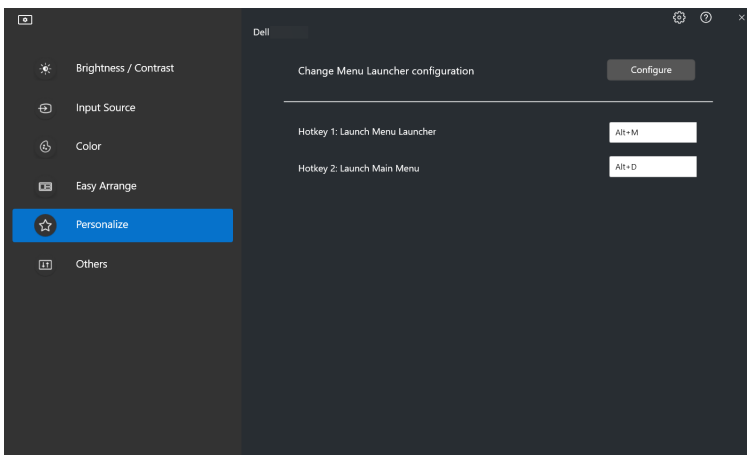 Dell
Brightness / Contrast
Input Source
Color
Easy Arrange
Personalize
Others
Change Menu Launcher configuration
Configure
Hotkey 1: Launch Menu Launcher
Alt+M
Hotkey 2: Launch Main Menu
Alt+D